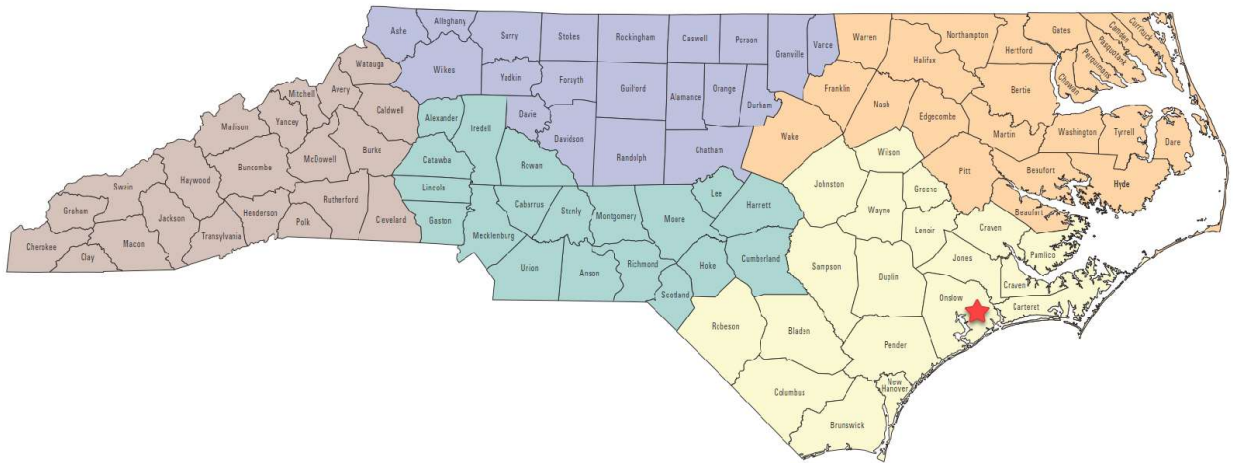 Ashe
Alleghany
Surry
Stokes
Rockingham
Caswell
Person
Granville
Vance
Warren
Northampton
Gates
Camden
Currituck
Pasquotank
Perquimans
Chowan
Hertford
Halifax
Bertie
Watauga
Wilkes
Yadkin
Forsyth
Guilford
Alamance
Orange
Durham
Franklin
Nash
Edgecombe
Martin
Washington
Tyrrell
Dare
Mitchell
Avery
Caldwell
Alexander
Iredell
Davie
Davidson
Randolph
Chatham
Wake
Madison
Yancey
McDowell
Burke
Catawba
Rowan
Wilson
Pitt
Beaufort
Hyde
Swain
Haywood
Buncombe
Rutherford
Lincoln
Cabarrus
Stanly
Montgomery
Moore
Lee
Harrett
Johnston
Wayne
Greene
Beaufort
Graham
Jackson
Henderson
Polk
Cleveland
Gaston
Mecklenburg
Lenoir
Craven
Pamlico
Cherokee
Clay
Macon
Transylvania
Union
Anson
Richmond
Hoke
Cumberland
Scotland
Sampson
Duplin
Jones
Craven
Carteret
Onslow
Robeson
Bladen
Pender
Columbus
New
Hanover
Brunswick